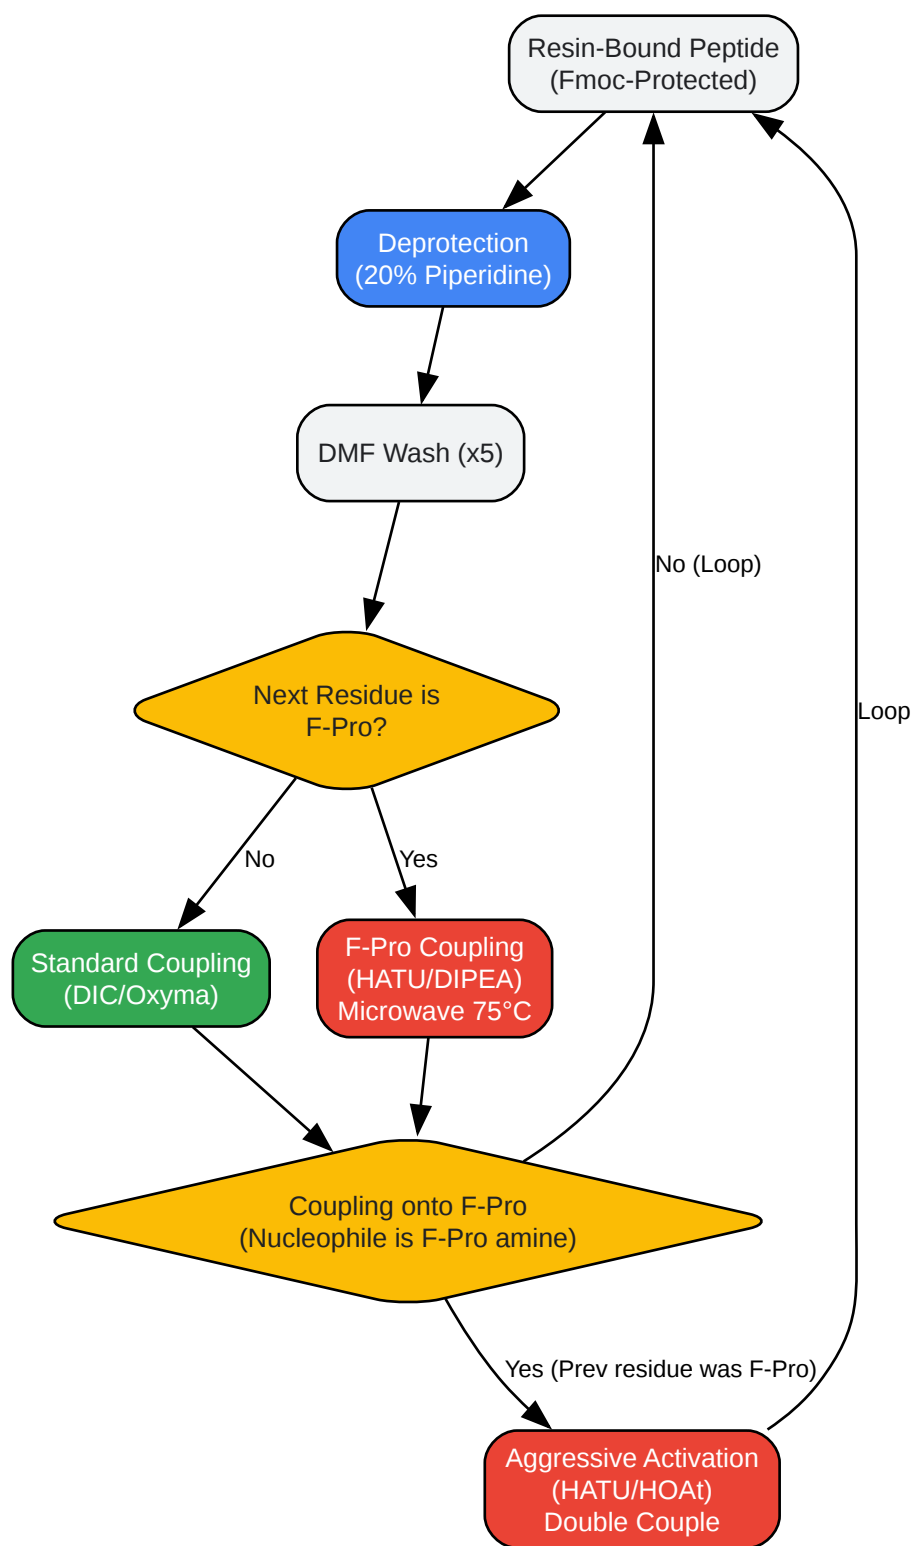 Resin-Bound Peptide
(Fmoc-Protected)
Deprotection
(20% Piperidine)
DMF Wash (x5)
No (Loop)
Next Residue is
F-Pro?
Loop
No
Yes
Standard Coupling
(DIC/Oxyma)
F-Pro Coupling
(HATU/DIPEA)
Microwave 75°C
Coupling onto F-Pro
(Nucleophile is F-Pro amine)
Yes (Prev residue was F-Pro)
Aggressive Activation
(HATU/HOAt)
Double Couple